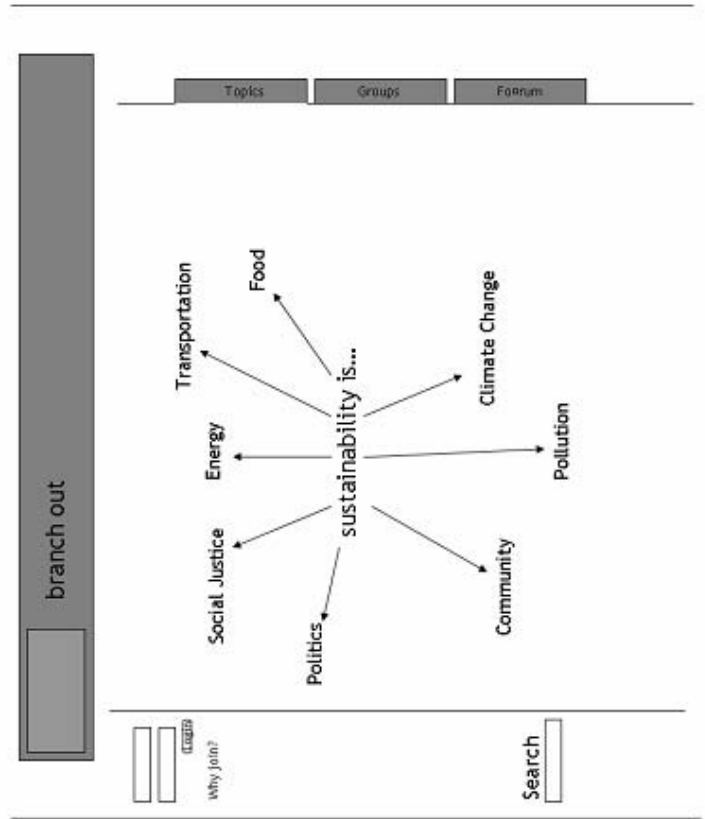 branch out
Login
Why join?
Search
Social Justice
Energy
Transportation
Food
Politics
sustainability is...
Community
Pollution
Climate Change
Topics
Groups
Forum